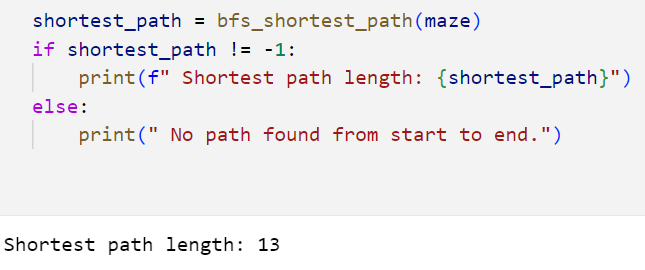 shortest_path = bfs_shortest_path(maze)
if shortest_path != -1:
    print(f" Shortest path length: {shortest_path}")
else:
    print(" No path found from start to end.")
Shortest path length: 13